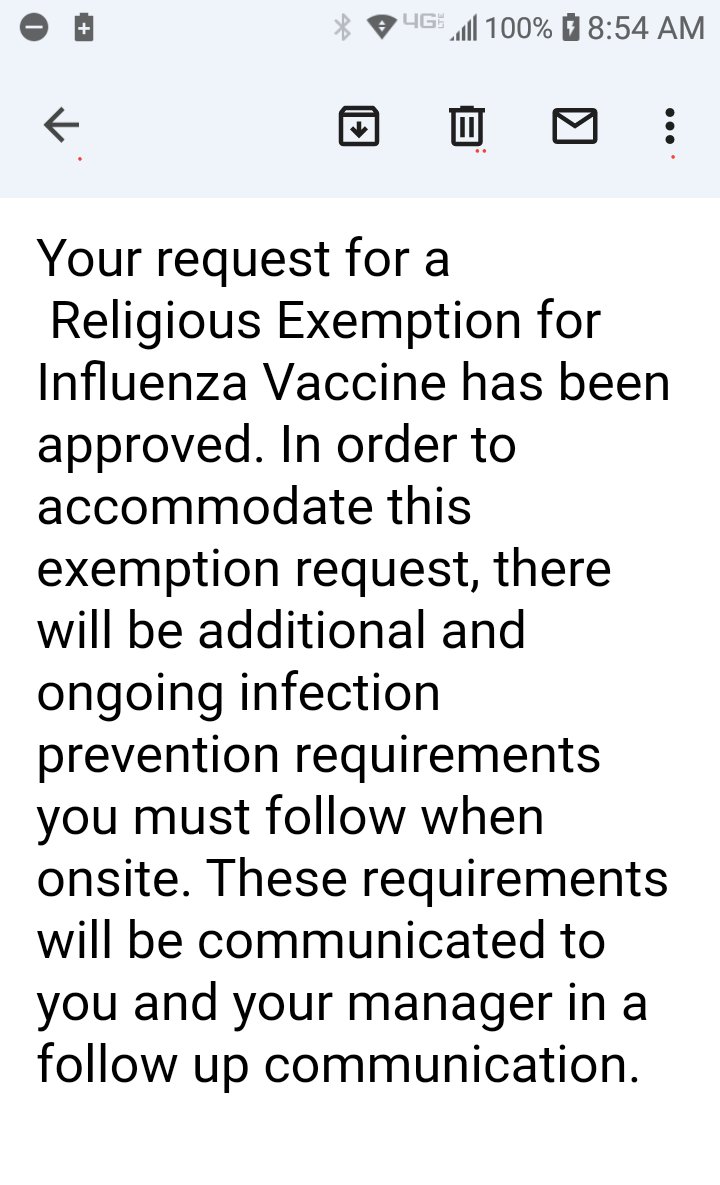 4G 100% 8:54 AM
Your request for a
Religious Exemption for
Influenza Vaccine has been
approved. In order to
accommodate this
exemption request, there
will be additional and
ongoing infection
prevention requirements
you must follow when
onsite. These requirements
will be communicated to
you and your manager in a
follow up communication.